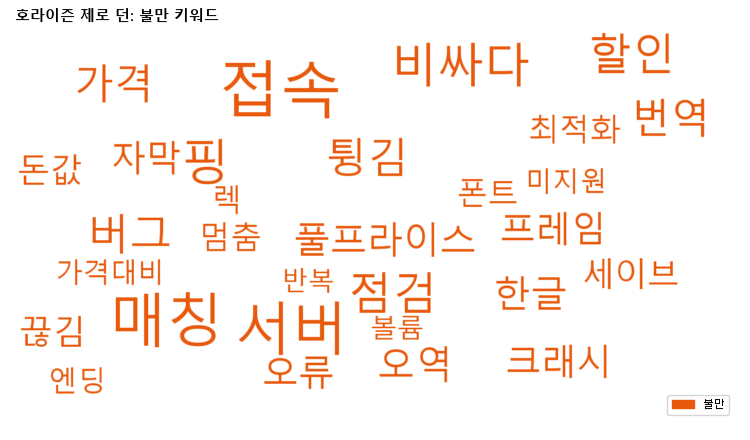 호라이즌 제로 던: 불만 키워드
가격 접속 비싸다 할인
최적화 번역
돈값 자막 핑 튕김
렉 폰트 미지원
버그 멈춤 풀프라이스 프레임
가격대비 반복 점검 한글 세이브
끊김 매칭 서버 볼륨
엔딩 오류 오역 크래시
불만